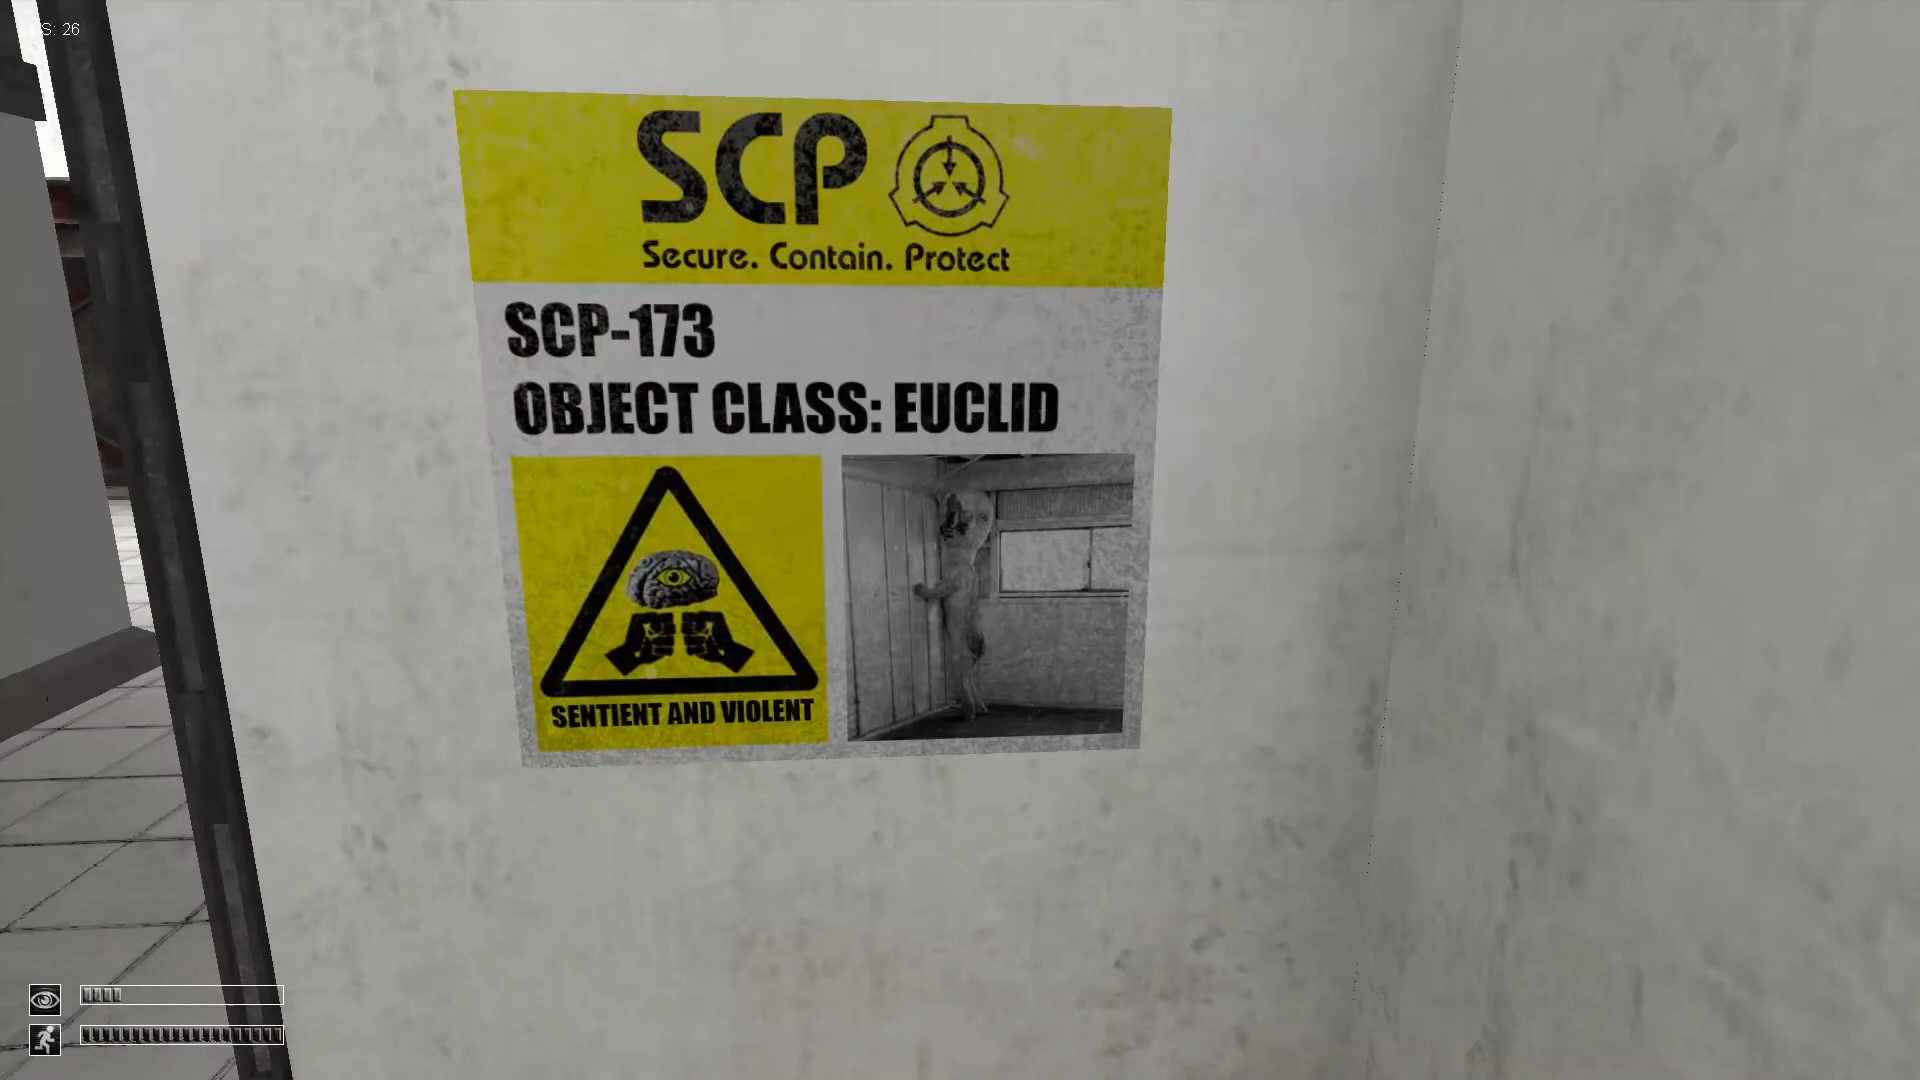 SCP
Secure. Contain. Protect
SCP-173
OBJECT CLASS: EUCLID
SENTIENT AND VIOLENT